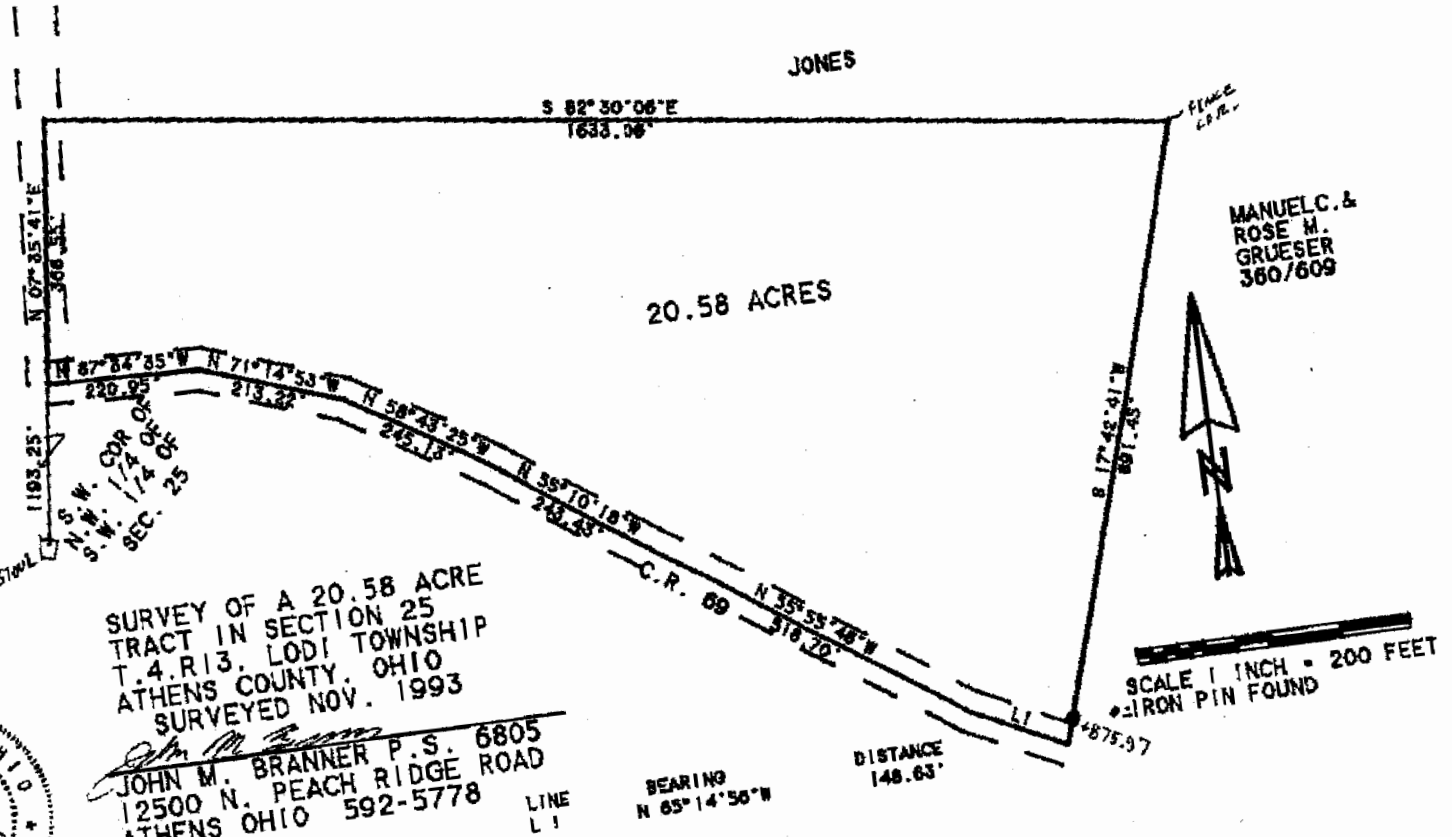 JONES
S 82°30'06"E
1633.06'
FENCE
COR.
N 07°35'41"E
366.55'
MANUEL C. &
ROSE M.
GRUESER
360/609
20.58 ACRES
N 87°34'35"W
220.95'
N 71°14'53"W
213.22'
N 58°43'25"W
245.13'
N 55°10'18"W
243.43'
C.R. 69
N 55°55'48"W
518.70'
S 17°42'41"W
891.45'
L1
+875.97
1193.25'
S.W. COR OF
N.W. 1/4 OF
S.W. 1/4 OF
SEC. 25
N
SCALE 1 INCH = 200 FEET
=IRON PIN FOUND
SURVEY OF A 20.58 ACRE
TRACT IN SECTION 25
T.4.R13. LODI TOWNSHIP
ATHENS COUNTY. OHIO
SURVEYED NOV. 1993
JOHN M. BRANNER P.S. 6805
12500 N. PEACH RIDGE ROAD
ATHENS OHIO 592-5778
LINE BEARING DISTANCE
L1 N 65°14'56"W 148.63'